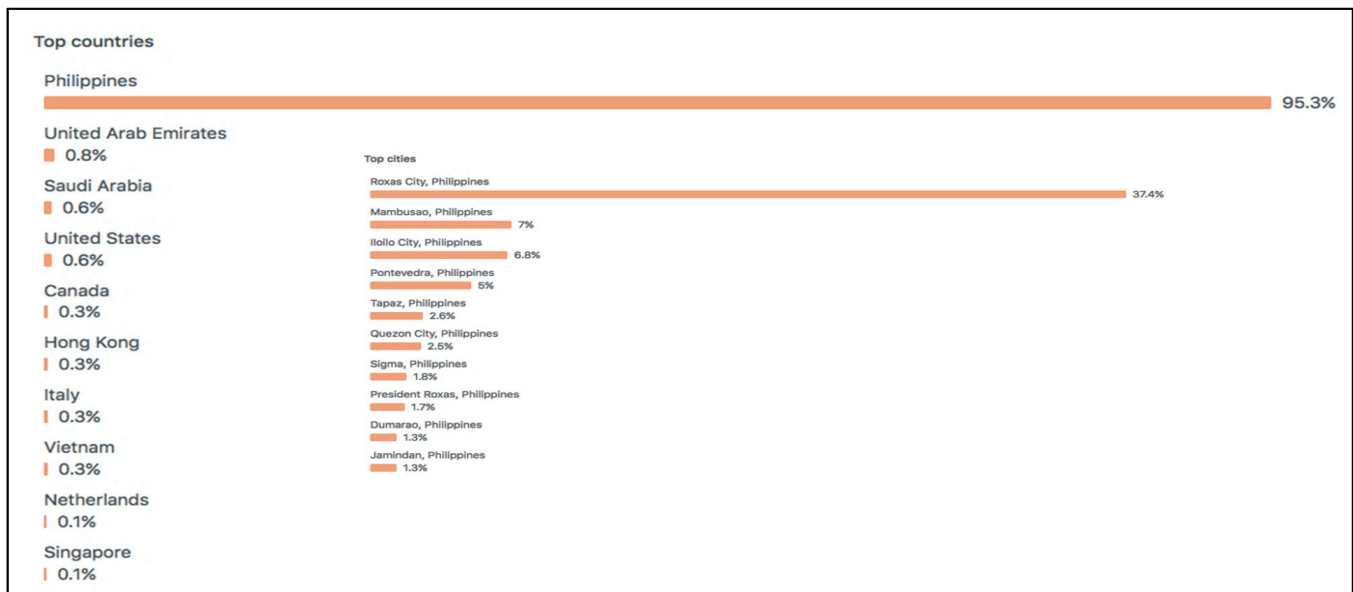 Top countries
Philippines
95.3%
United Arab Emirates
0.8%
Saudi Arabia
0.6%
United States
0.6%
Canada
0.3%
Hong Kong
0.3%
Italy
0.3%
Vietnam
0.3%
Netherlands
0.1%
Singapore
0.1%
Top cities
Roxas City, Philippines
37.4%
Mambusao, Philippines
7%
Iloilo City, Philippines
6.8%
Pontevedra, Philippines
5%
Tapaz, Philippines
2.6%
Quezon City, Philippines
2.5%
Sigma, Philippines
1.8%
President Roxas, Philippines
1.7%
Dumarao, Philippines
1.3%
Jamindan, Philippines
1.3%